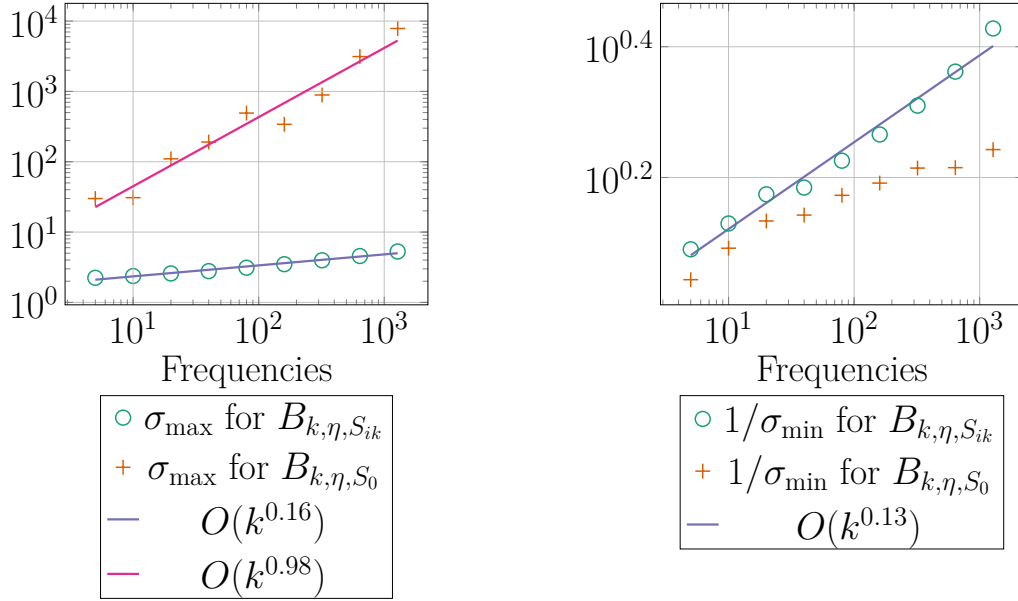 10^4
10^3
10^2
10^1
10^0
10^1 10^2 10^3
Frequencies
σ_max for B_{k,η,S_{ik}}
σ_max for B_{k,η,S_0}
O(k^{0.16})
O(k^{0.98})
10^{0.4}
10^{0.2}
10^1 10^2 10^3
Frequencies
1/σ_min for B_{k,η,S_{ik}}
1/σ_min for B_{k,η,S_0}
O(k^{0.13})